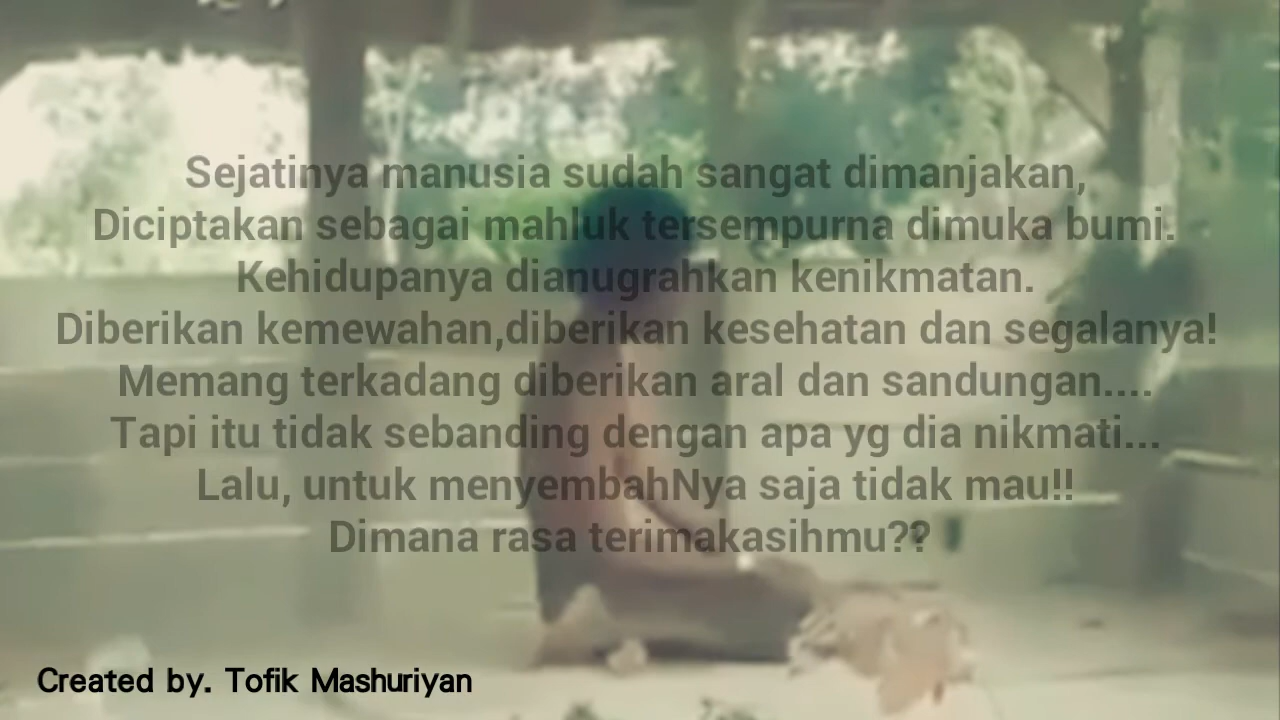 Sejatinya manusia sudah sangat dimanjakan,
Diciptakan sebagai mahluk tersempurna dimuka bumi.
Kehidupanya dianugrahkan kenikmatan.
Diberikan kemewahan,diberikan kesehatan dan segalanya!
Memang terkadang diberikan aral dan sandungan....
Tapi itu tidak sebanding dengan apa yg dia nikmati...
Lalu, untuk menyembahNya saja tidak mau!!
Dimana rasa terimakasihmu??
Created by. Tofik Mashuriyan